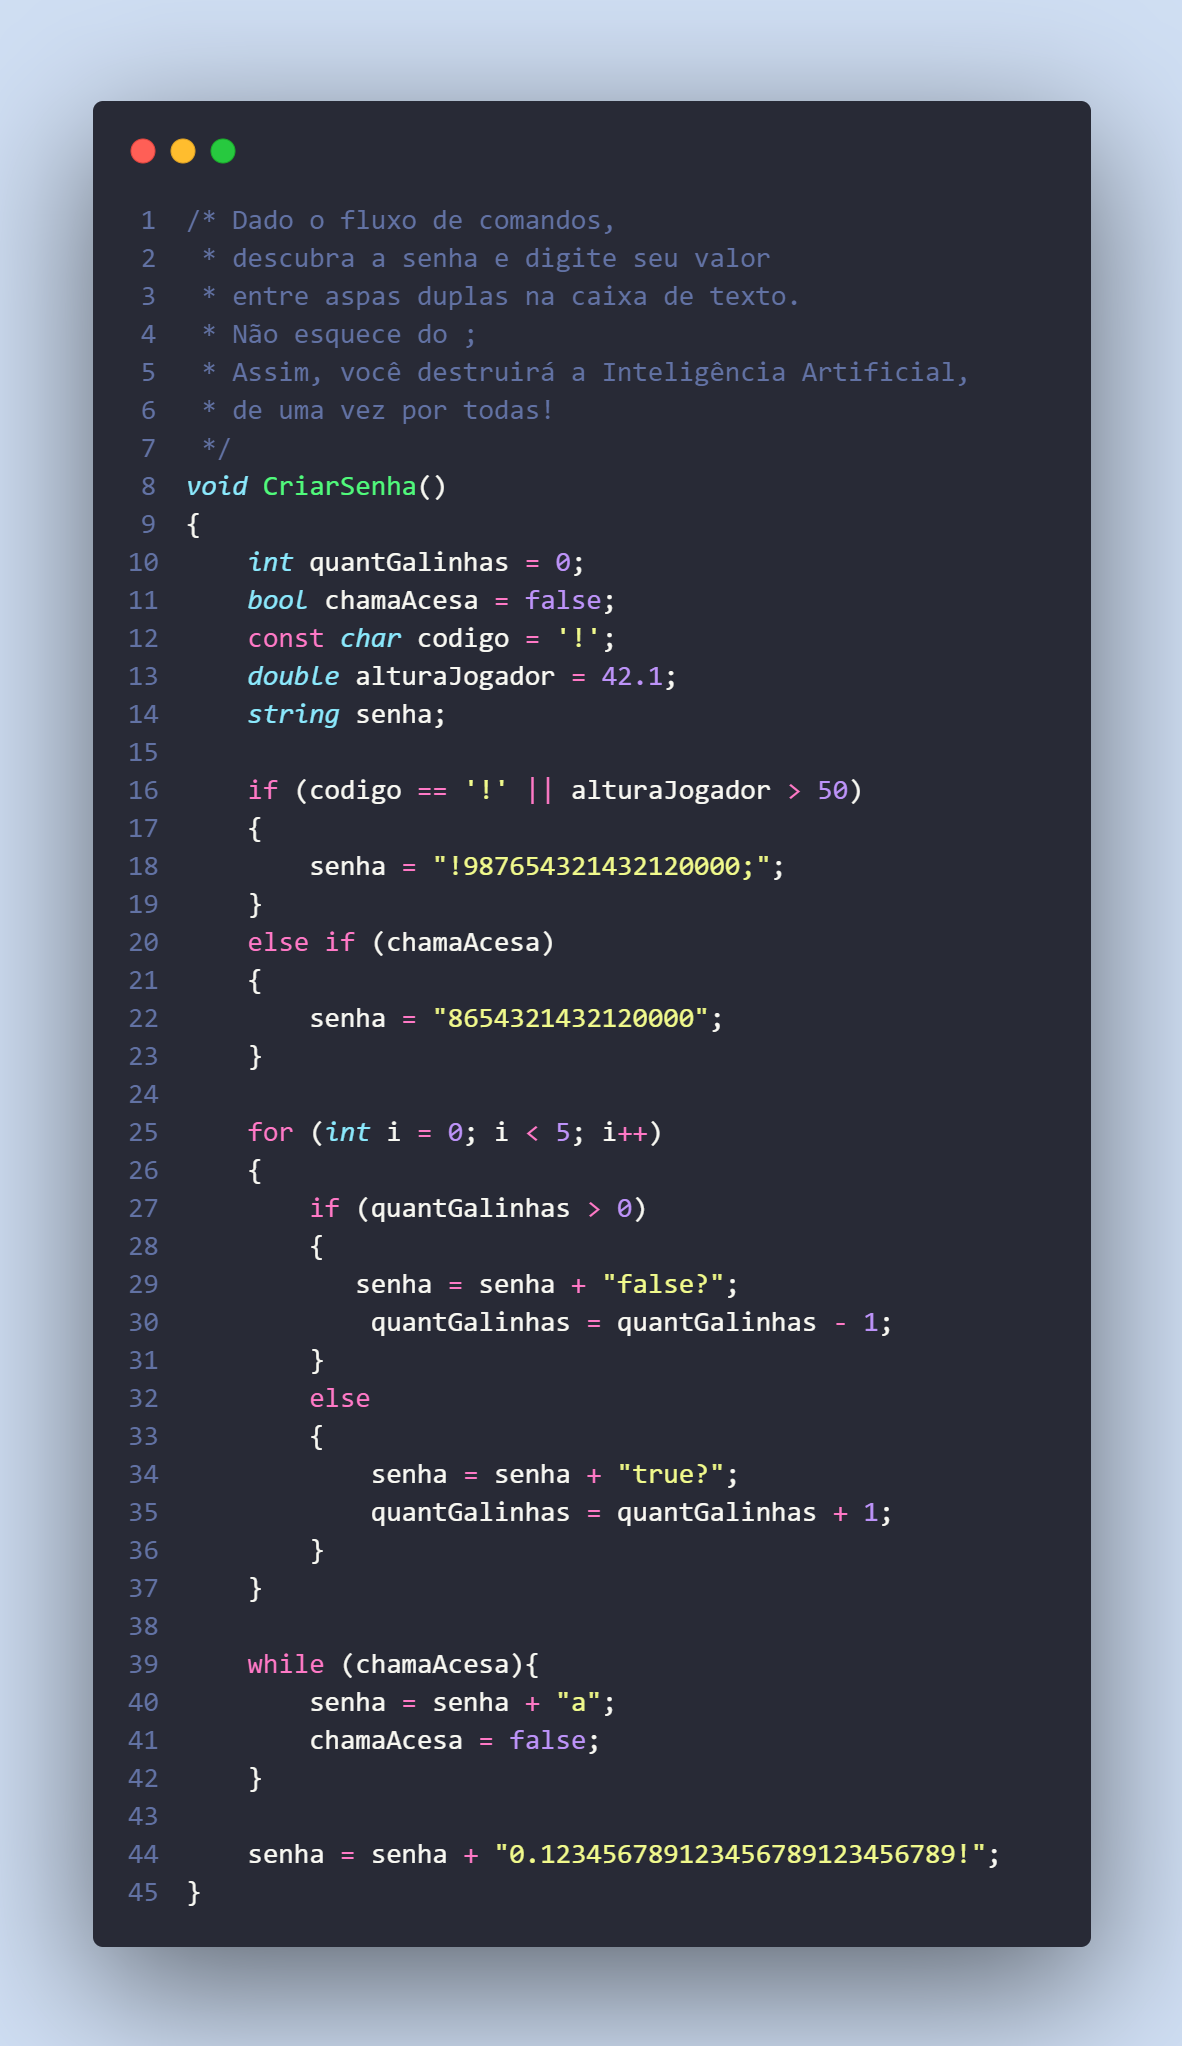 1 /* Dado o fluxo de comandos,
2  * descubra a senha e digite seu valor
3  * entre aspas duplas na caixa de texto.
4  * Não esquece do ;
5  * Assim, você destruirá a Inteligência Artificial,
6  * de uma vez por todas!
7  */
8 void CriarSenha()
9 {
10     int quantGalinhas = 0;
11     bool chamaAcesa = false;
12     const char codigo = '!';
13     double alturaJogador = 42.1;
14     string senha;
15
16     if (codigo == '!' || alturaJogador > 50)
17     {
18         senha = "!987654321432120000;";
19     }
20     else if (chamaAcesa)
21     {
22         senha = "8654321432120000";
23     }
24
25     for (int i = 0; i < 5; i++)
26     {
27         if (quantGalinhas > 0)
28         {
29            senha = senha + "false?";
30             quantGalinhas = quantGalinhas - 1;
31         }
32         else
33         {
34             senha = senha + "true?";
35             quantGalinhas = quantGalinhas + 1;
36         }
37     }
38
39     while (chamaAcesa){
40         senha = senha + "a";
41         chamaAcesa = false;
42     }
43
44     senha = senha + "0.123456789123456789123456789!";
45 }